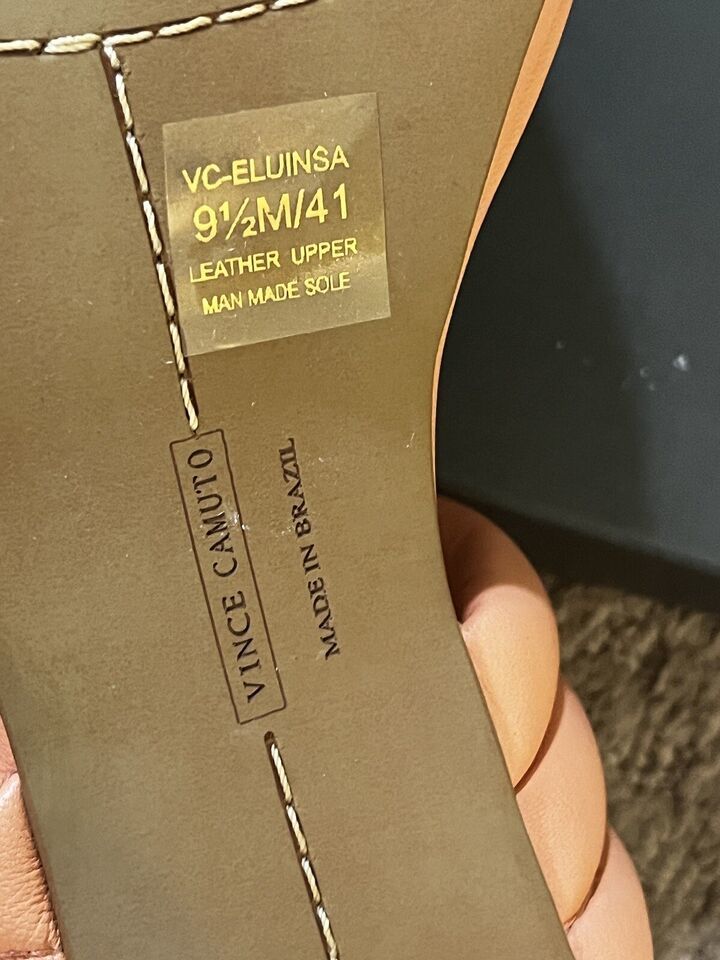 VC-ELUINSA
9½M/41
LEATHER UPPER
MAN MADE SOLE
VINCE CAMUTO
MADE IN BRAZIL